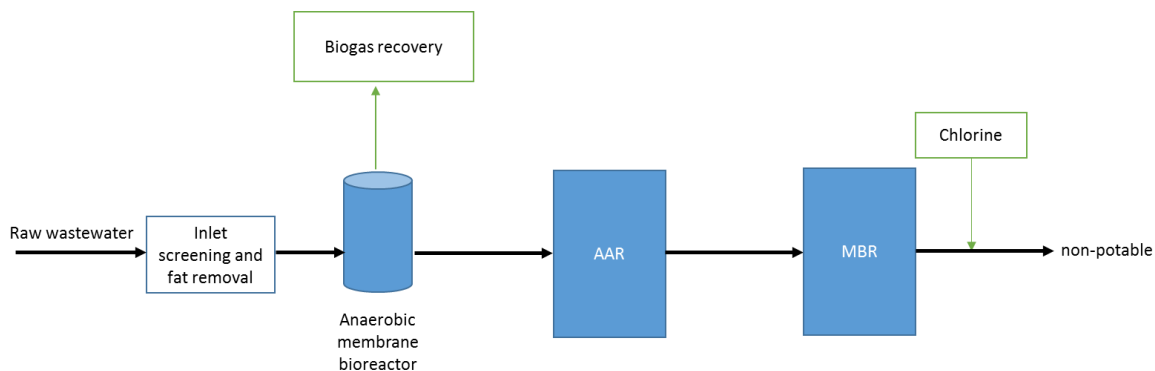 Biogas recovery
Chlorine
Raw wastewater
Inlet
screening and
fat removal
AAR
MBR
non-potable
Anaerobic
membrane
bioreactor